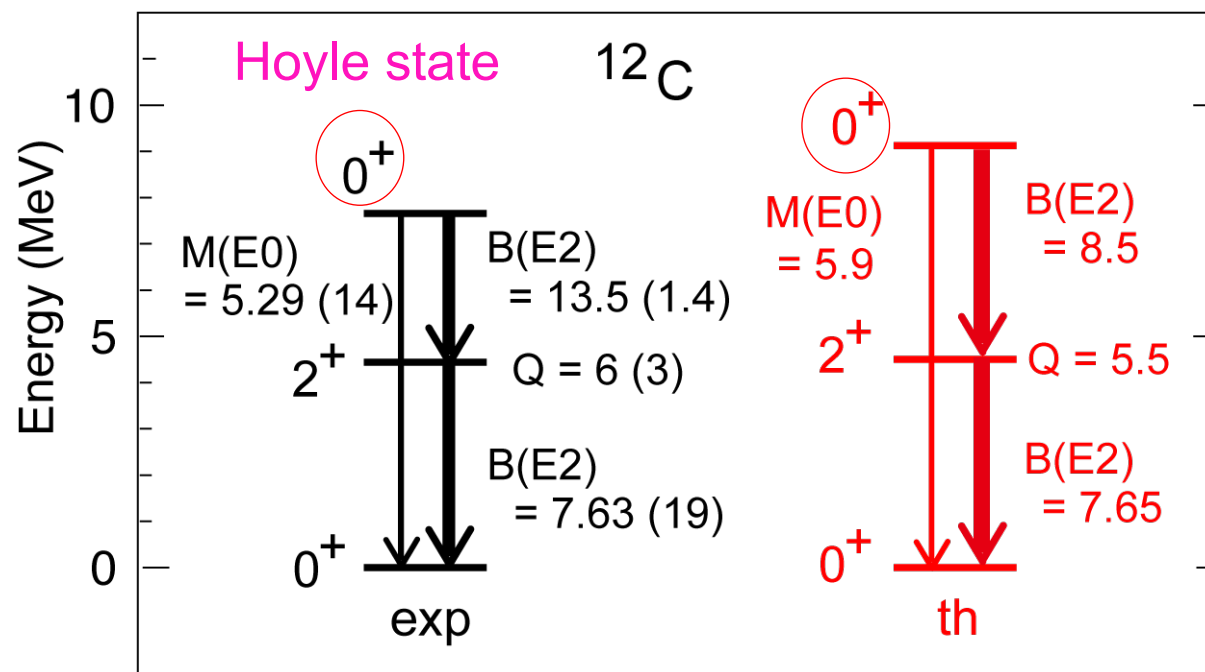 Hoyle state
¹²C
Energy (MeV)
10
5
0
0⁺
M(E0)
= 5.29 (14)
B(E2)
= 13.5 (1.4)
2⁺
Q = 6 (3)
B(E2)
= 7.63 (19)
0⁺
exp
0⁺
M(E0)
= 5.9
B(E2)
= 8.5
2⁺
Q = 5.5
B(E2)
= 7.65
0⁺
th